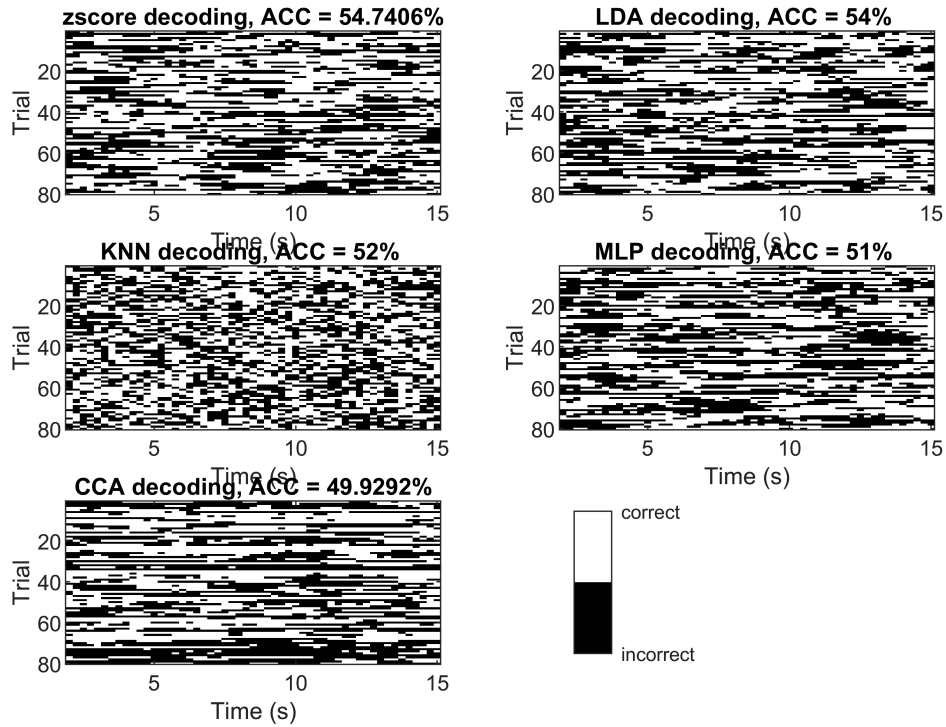 zscore decoding, ACC = 54.7406%
Trial
20
40
60
80
5
10
15
Time (s)
LDA decoding, ACC = 54%
Trial
20
40
60
80
5
10
15
Time (s)
KNN decoding, ACC = 52%
Trial
20
40
60
80
5
10
15
Time (s)
MLP decoding, ACC = 51%
Trial
20
40
60
80
5
10
15
Time (s)
CCA decoding, ACC = 49.9292%
Trial
20
40
60
80
5
10
15
Time (s)
correct
incorrect